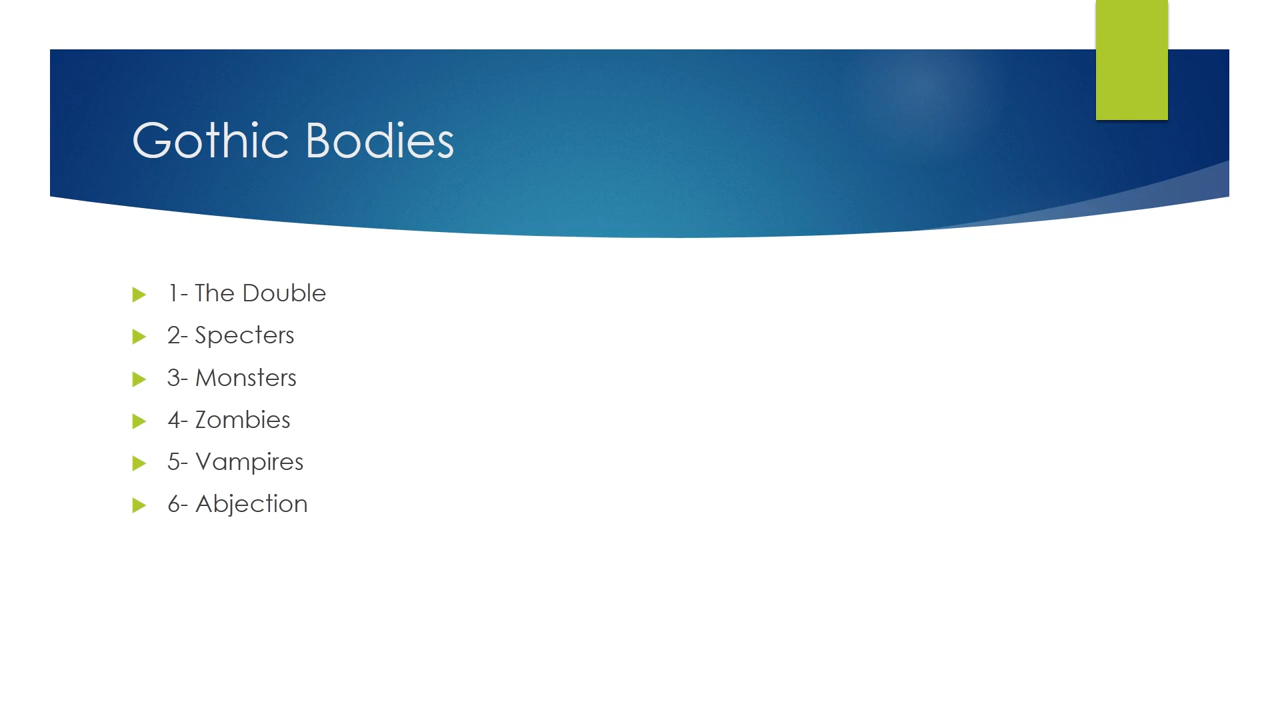 Gothic Bodies
1- The Double
2- Specters
3- Monsters
4- Zombies
5- Vampires
6- Abjection